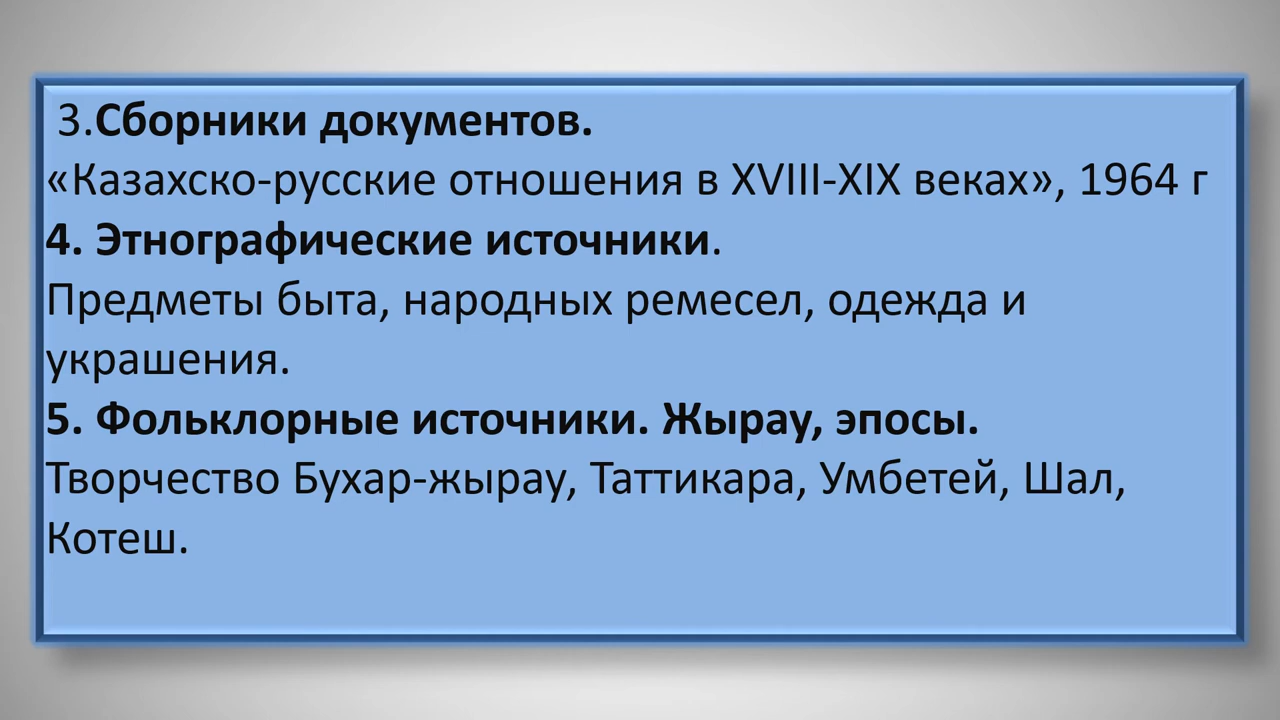 3.Сборники документов.
«Казахско-русские отношения в XVIII-XIX веках», 1964 г
4. Этнографические источники.
Предметы быта, народных ремесел, одежда и
украшения.
5. Фольклорные источники. Жырау, эпосы.
Творчество Бухар-жырау, Таттикара, Умбетей, Шал,
Котеш.